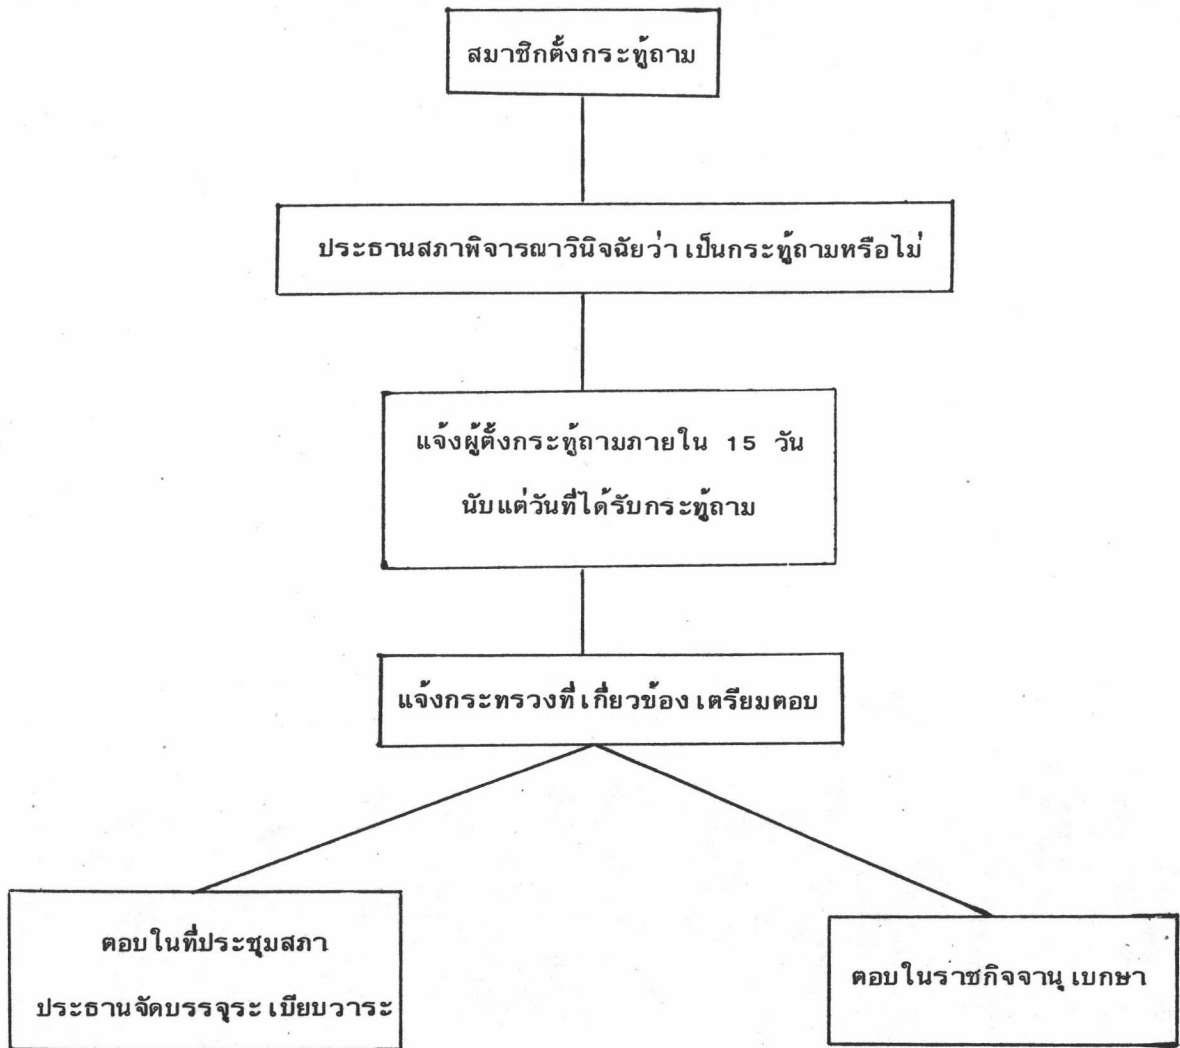 สมาชิกตั้งกระทู้ถาม
ประธานสภาพิจารณาวินิจฉัยว่า เป็นกระทู้ถามหรือไม่
แจ้งผู้ตั้งกระทู้ถามภายใน 15 วัน
นับแต่วันที่ได้รับกระทู้ถาม
แจ้งกระทรวงที่เกี่ยวข้อง เตรียมตอบ
ตอบในที่ประชุมสภา
ประธานจัดบรรจุระเบียบวาระ
ตอบในราชกิจจานุเบกษา